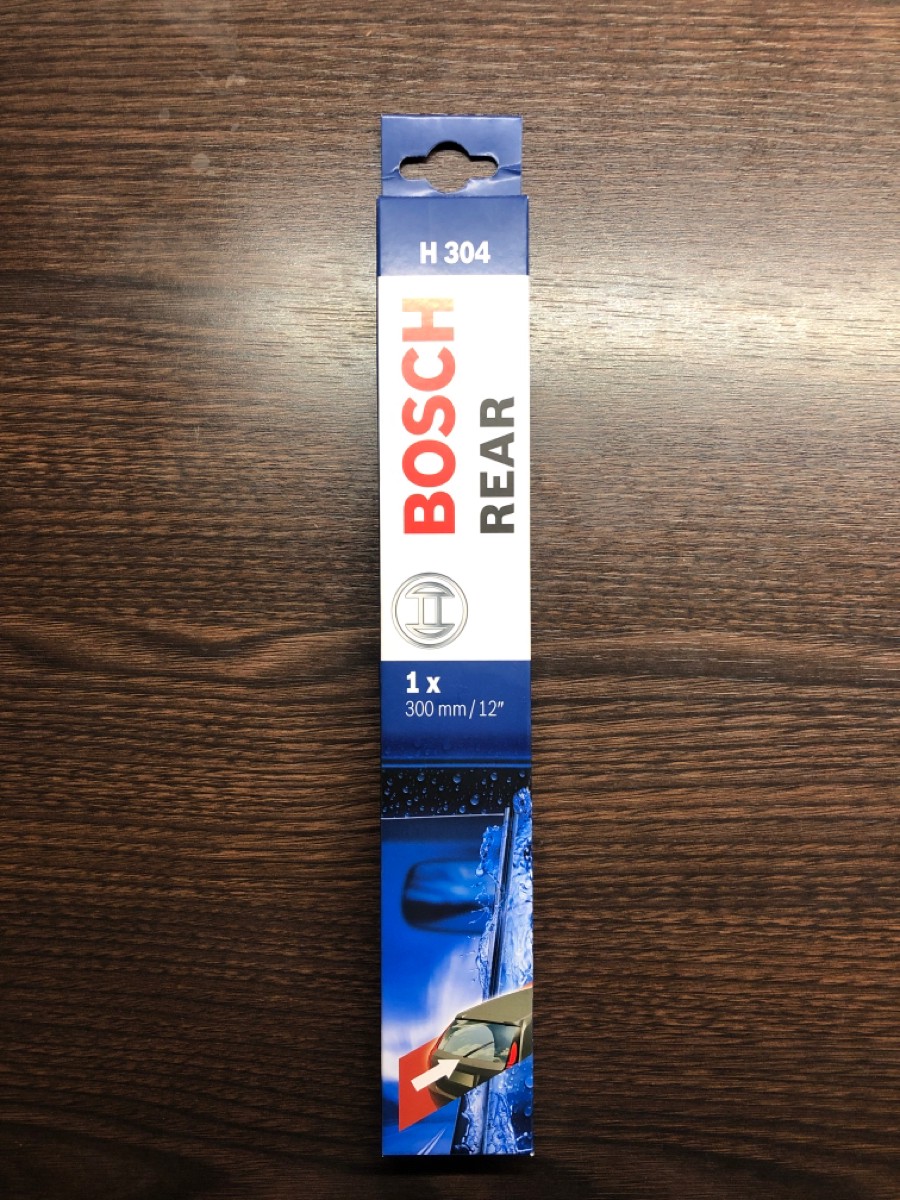 H 304
BOSCH
REAR
1 x
300 mm / 12"